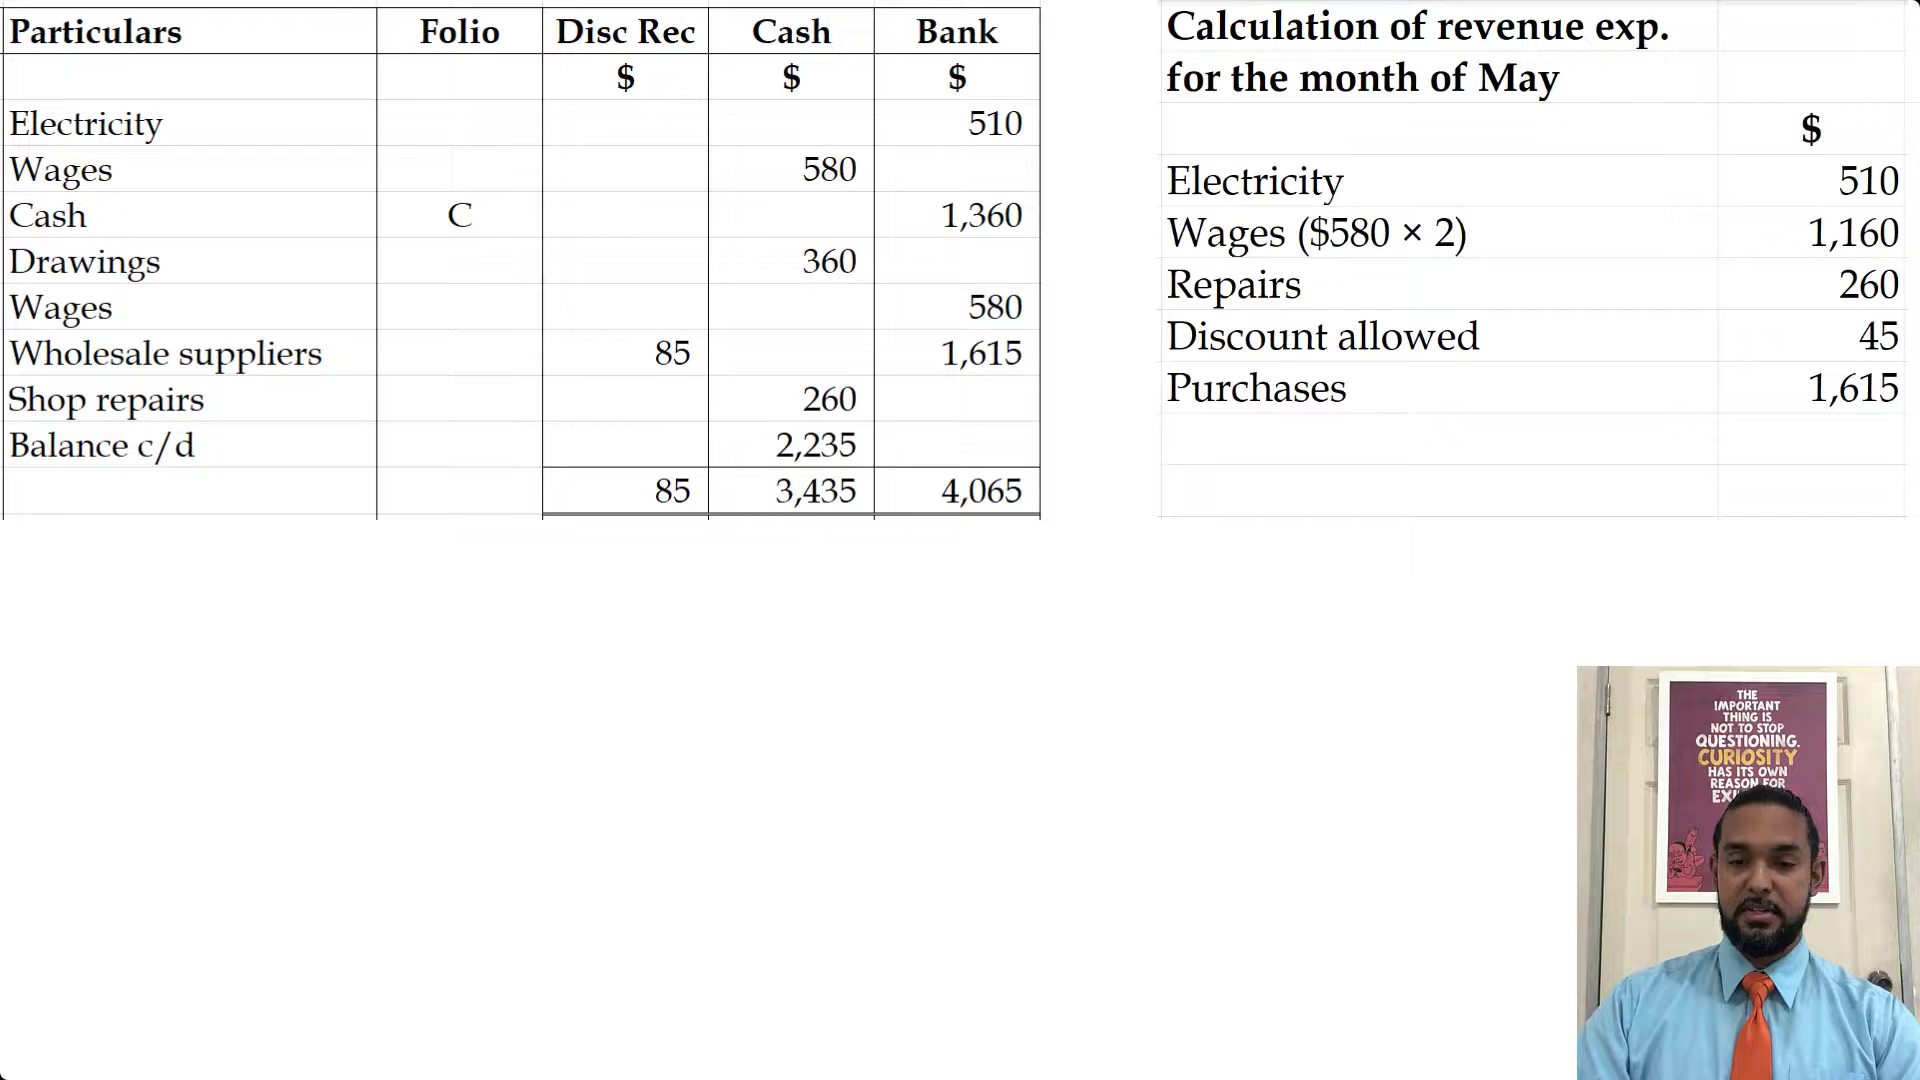 Particulars Folio Disc Rec Cash Bank
$ $ $
Electricity 510
Wages 580
Cash C 1,360
Drawings 360
Wages 580
Wholesale suppliers 85 1,615
Shop repairs 260
Balance c/d 2,235
85 3,435 4,065
Calculation of revenue exp.
for the month of May
$
Electricity 510
Wages ($580 × 2) 1,160
Repairs 260
Discount allowed 45
Purchases 1,615
THE
IMPORTANT
THING IS
NOT TO STOP
QUESTIONING.
CURIOSITY
HAS ITS OWN
REASON FOR